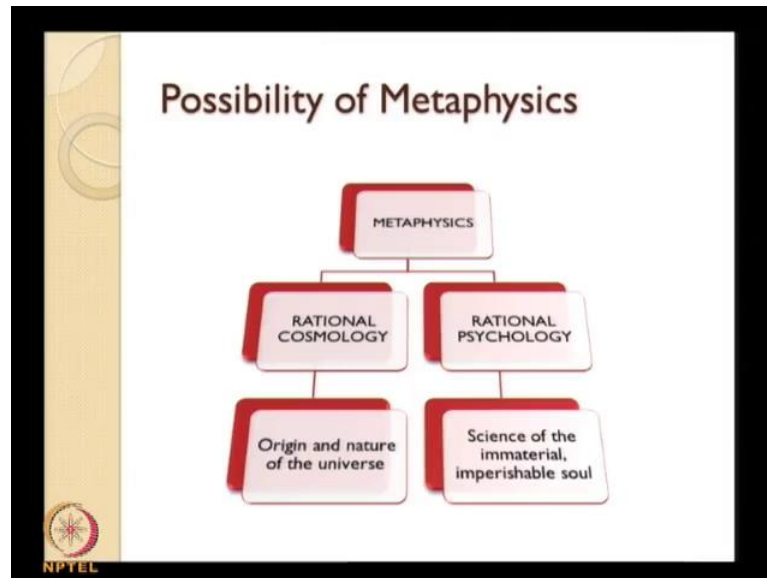 Possibility of Metaphysics
METAPHYSICS
RATIONAL
COSMOLOGY
RATIONAL
PSYCHOLOGY
Origin and nature
of the universe
Science of the
immaterial,
imperishable soul
NPTEL